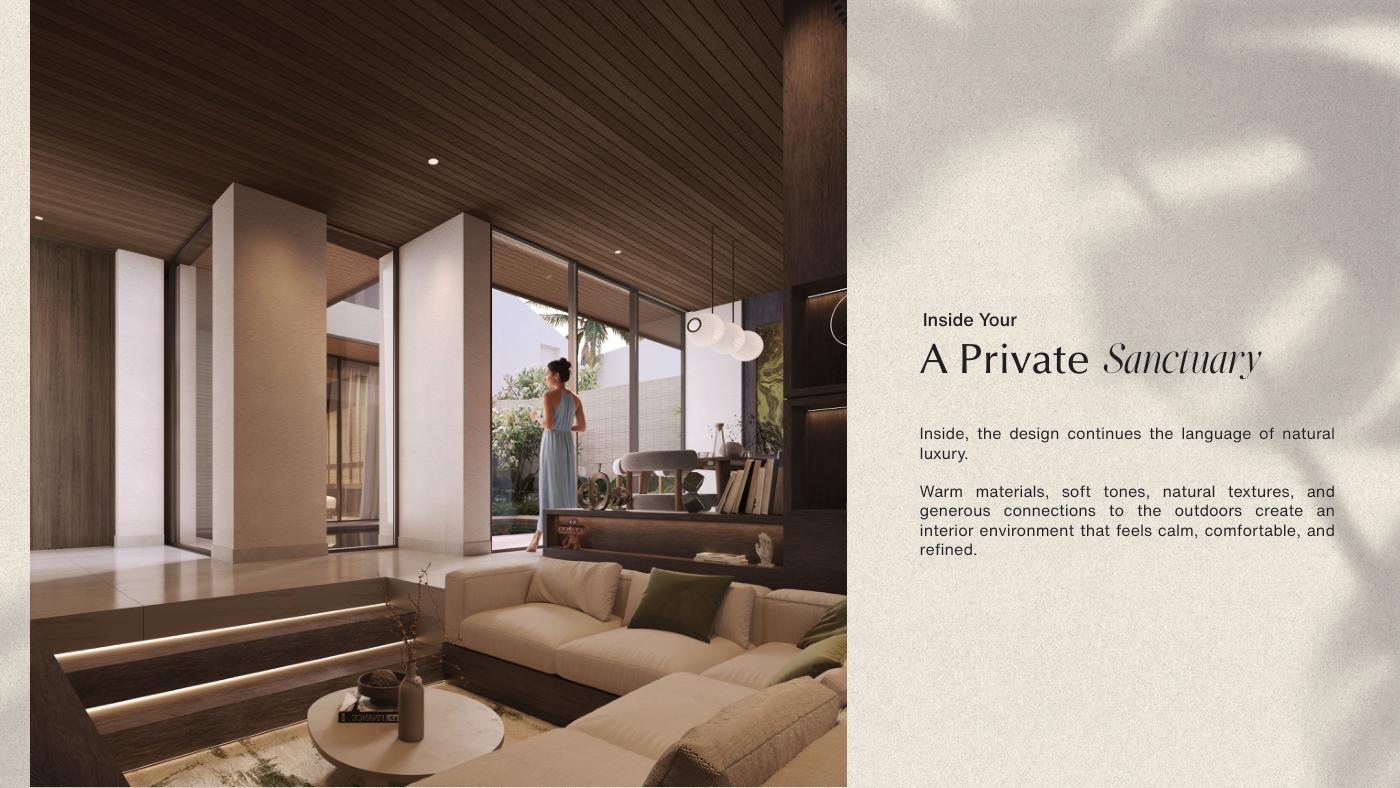 Inside Your
A Private Sanctuary
Inside, the design continues the language of natural
luxury.
Warm materials, soft tones, natural textures, and
generous connections to the outdoors create an
interior environment that feels calm, comfortable, and
refined.